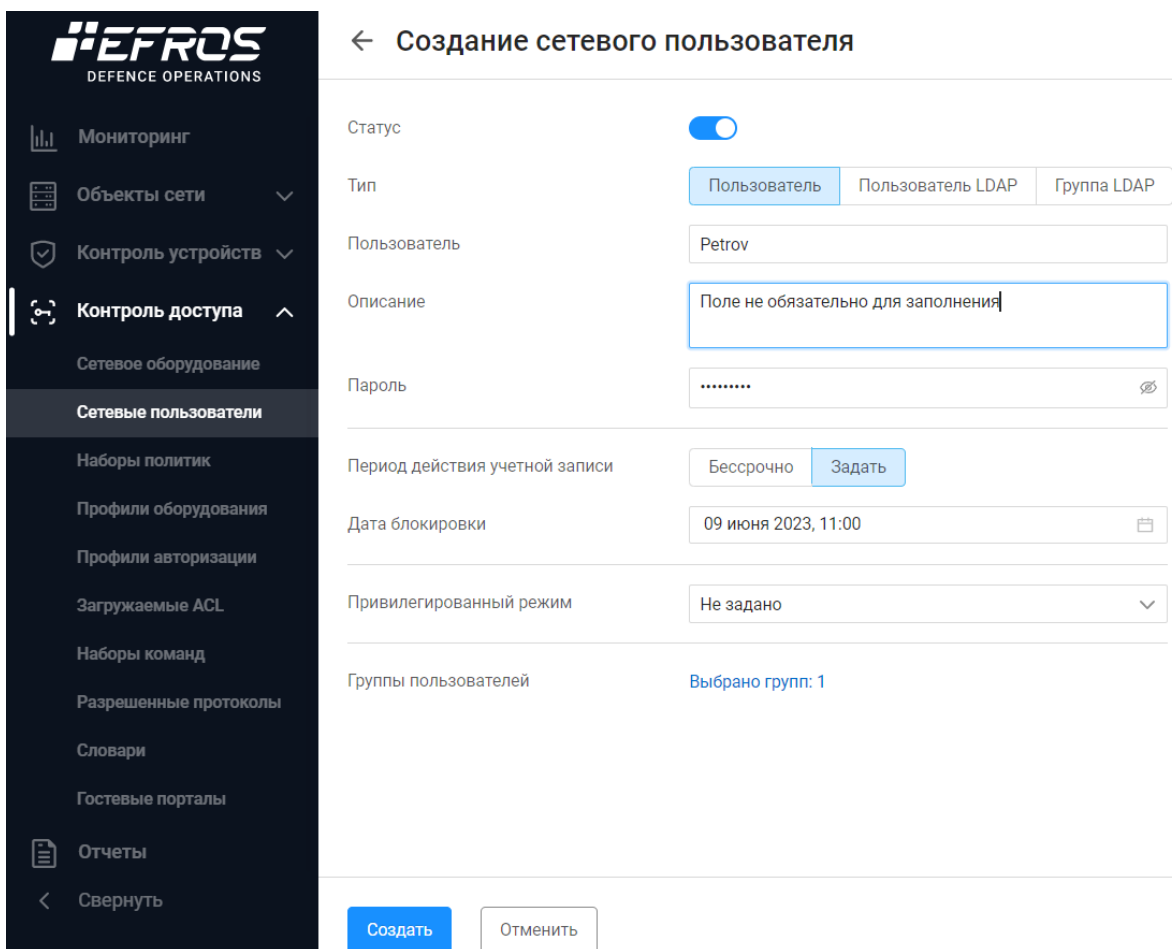 EFROS
DEFENCE OPERATIONS
Мониторинг
Объекты сети
Контроль устройств
Контроль доступа
Сетевое оборудование
Сетевые пользователи
Наборы политик
Профили оборудования
Профили авторизации
Загружаемые ACL
Наборы команд
Разрешенные протоколы
Словари
Гостевые порталы
Отчеты
Свернуть
Создание сетевого пользователя
Статус
Тип Пользователь Пользователь LDAP Группа LDAP
Пользователь Petrov
Описание Поле не обязательно для заполнения
Пароль •••••••••
Период действия учетной записи Бессрочно Задать
Дата блокировки 09 июня 2023, 11:00
Привилегированный режим Не задано
Группы пользователей Выбрано групп: 1
Создать Отменить